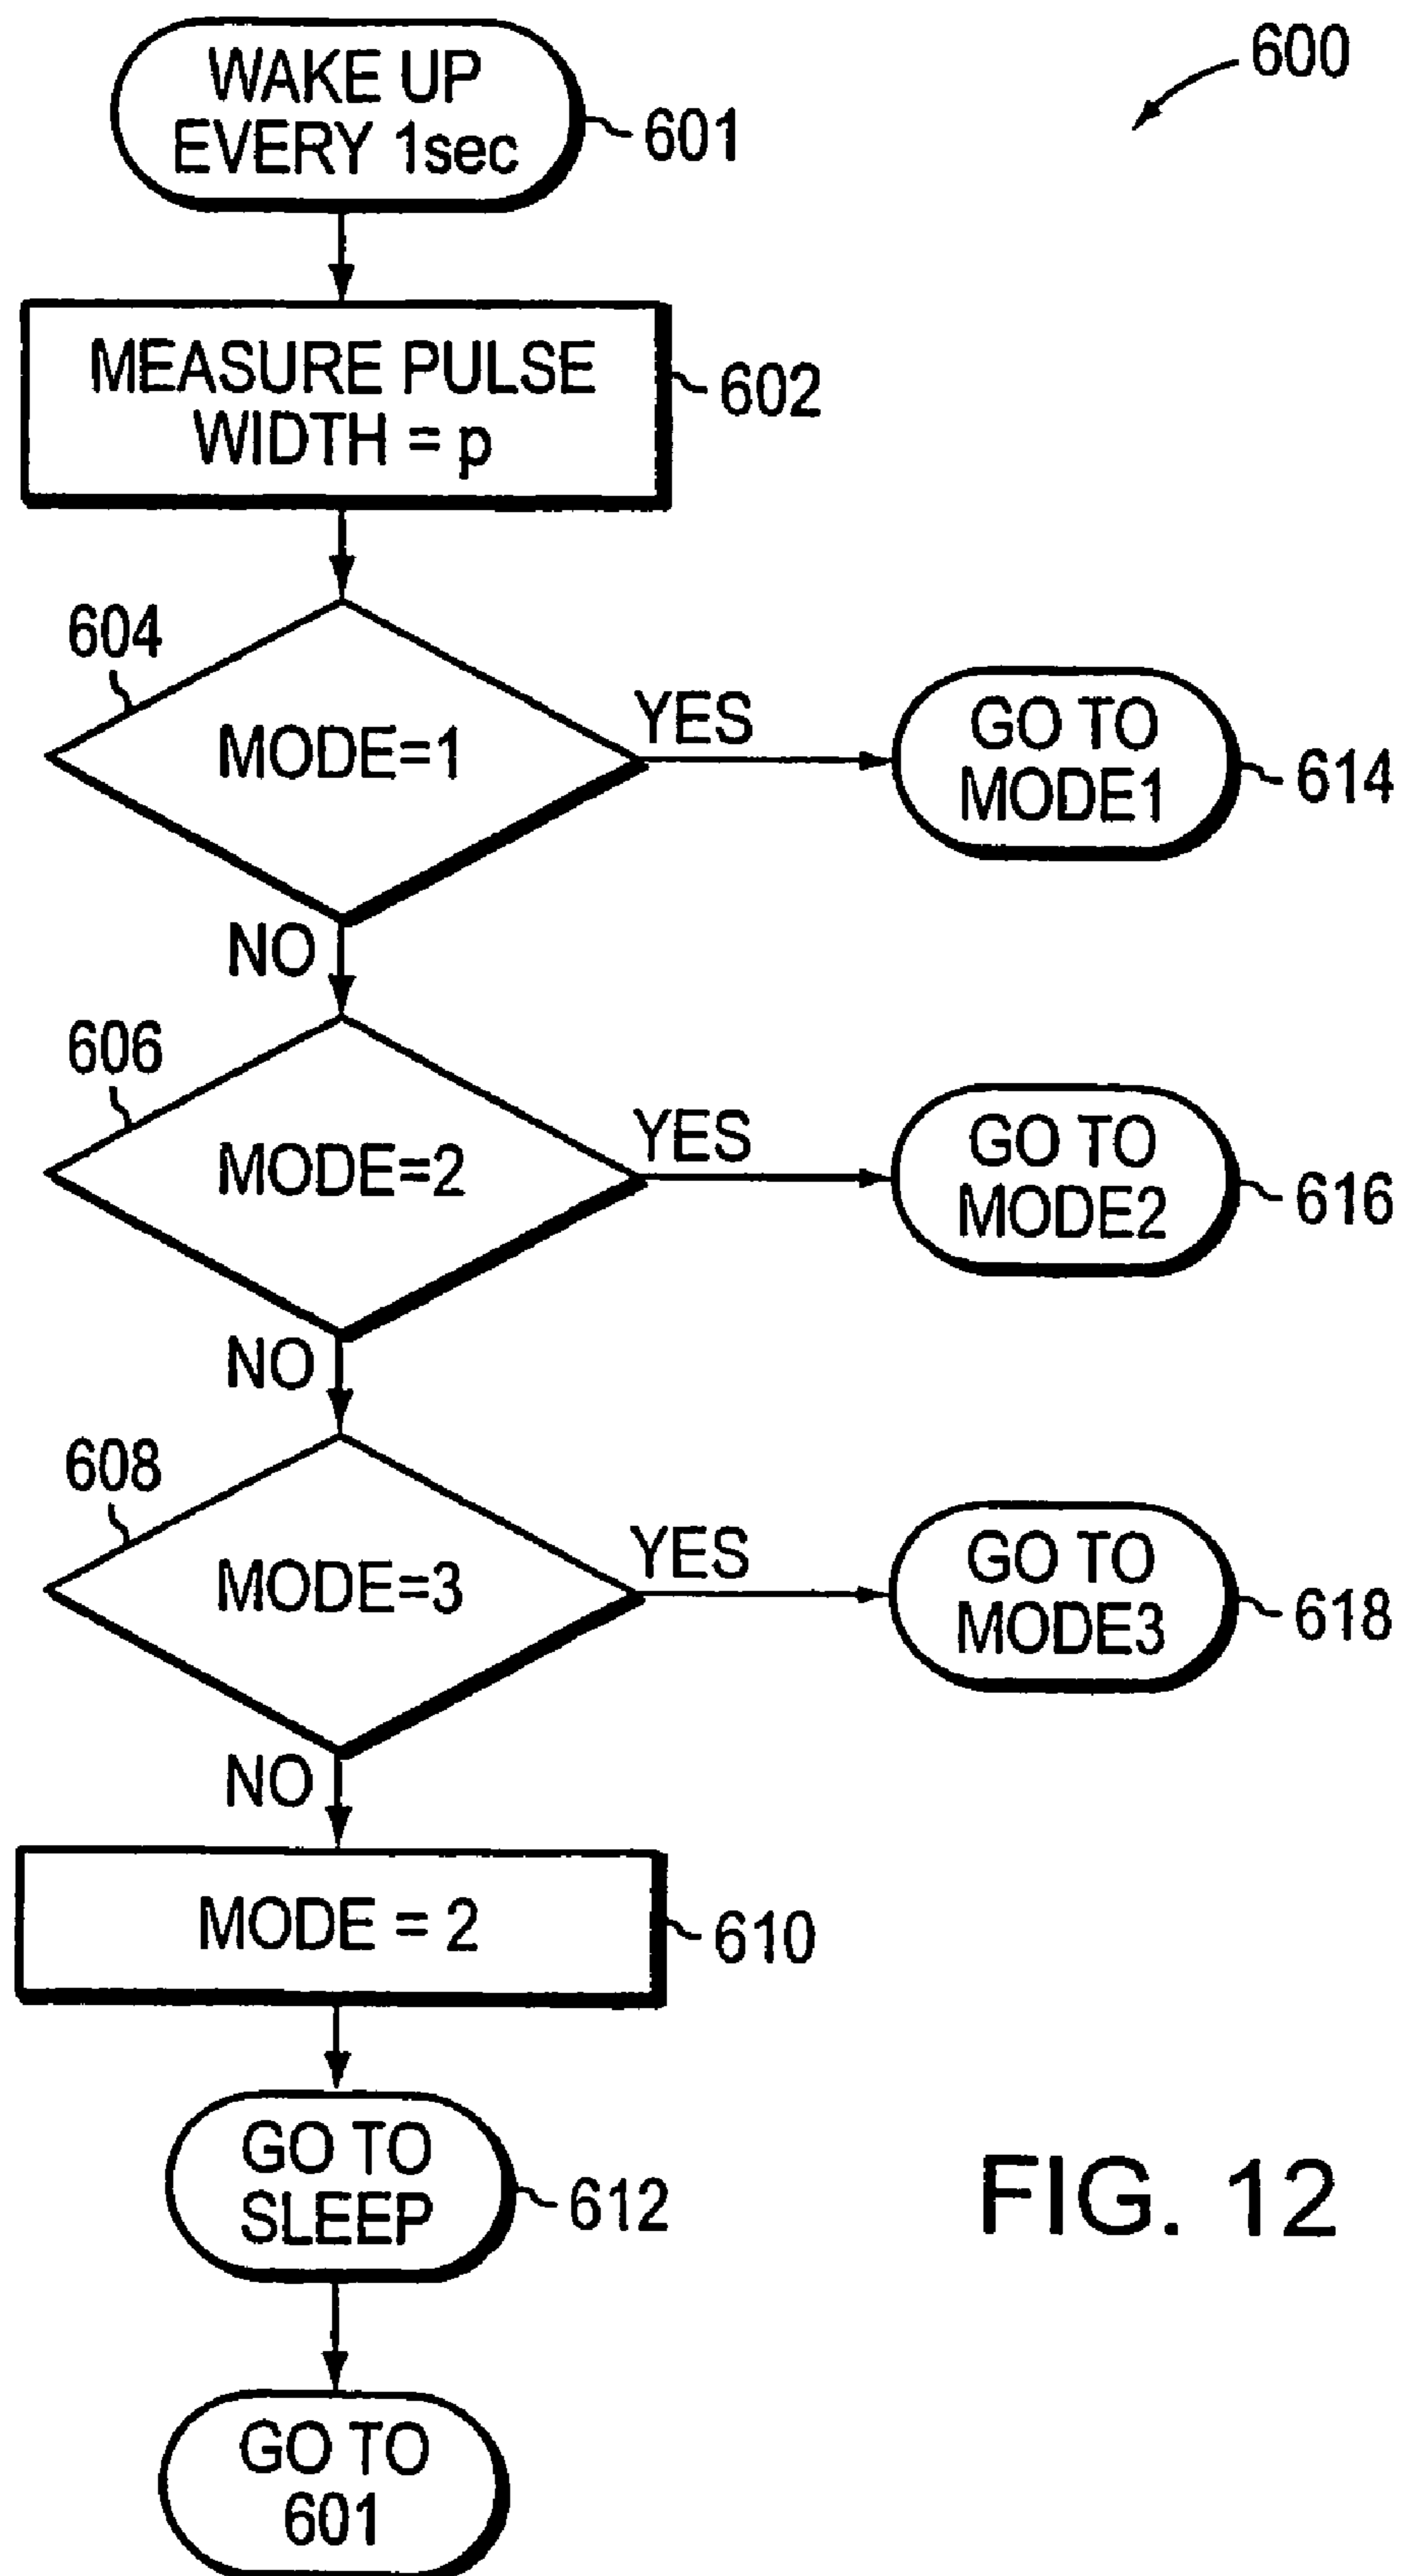 600
WAKE UP
EVERY 1sec
601
MEASURE PULSE
WIDTH = p
602
604
MODE=1
YES
GO TO
MODE1
614
NO
606
MODE=2
YES
GO TO
MODE2
616
NO
608
MODE=3
YES
GO TO
MODE3
618
NO
MODE = 2
610
GO TO
SLEEP
612
GO TO
601
FIG. 12